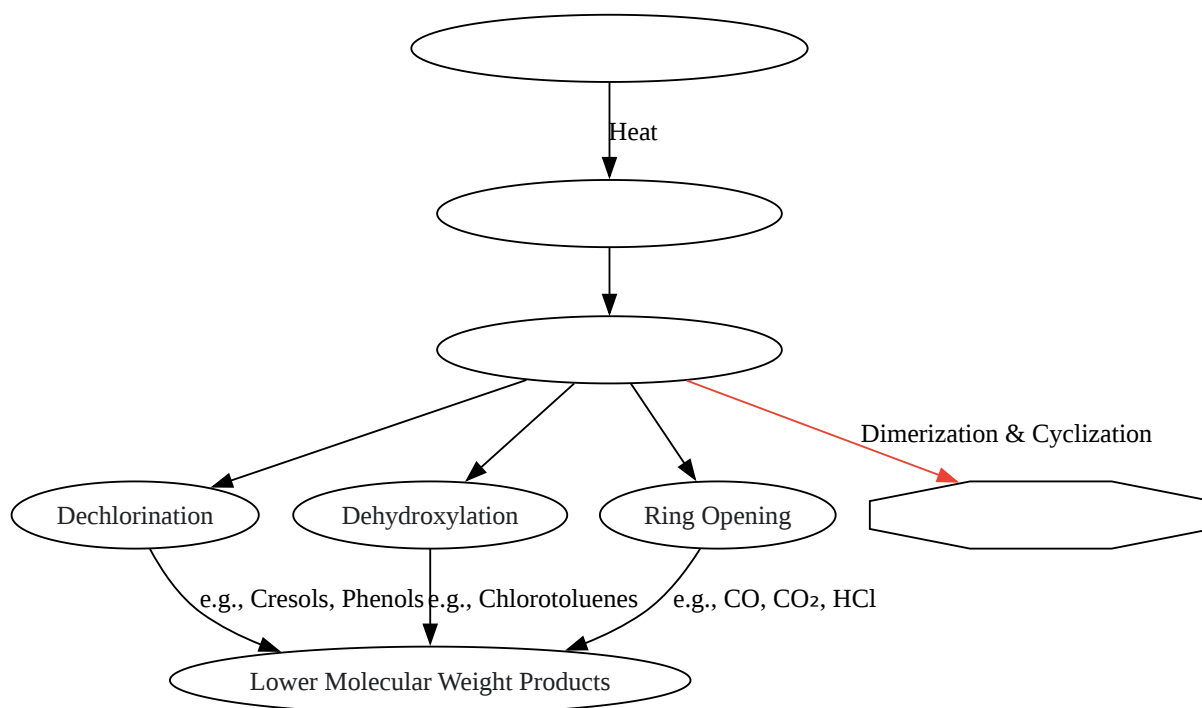 Heat
Dimerization & Cyclization
Dechlorination
Dehydroxylation
Ring Opening
e.g., Cresols, Phenols
e.g., Chlorotoluenes
e.g., CO, CO₂, HCl
Lower Molecular Weight Products